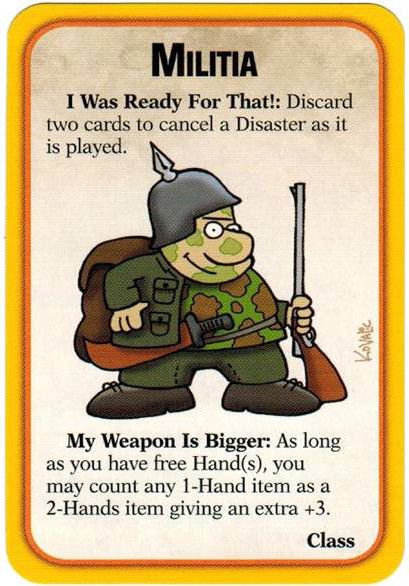 MILITIA
I Was Ready For That!: Discard
two cards to cancel a Disaster as it
is played.
KOVALIC
My Weapon Is Bigger: As long
as you have free Hand(s), you
may count any 1-Hand item as a
2-Hands item giving an extra +3.
Class